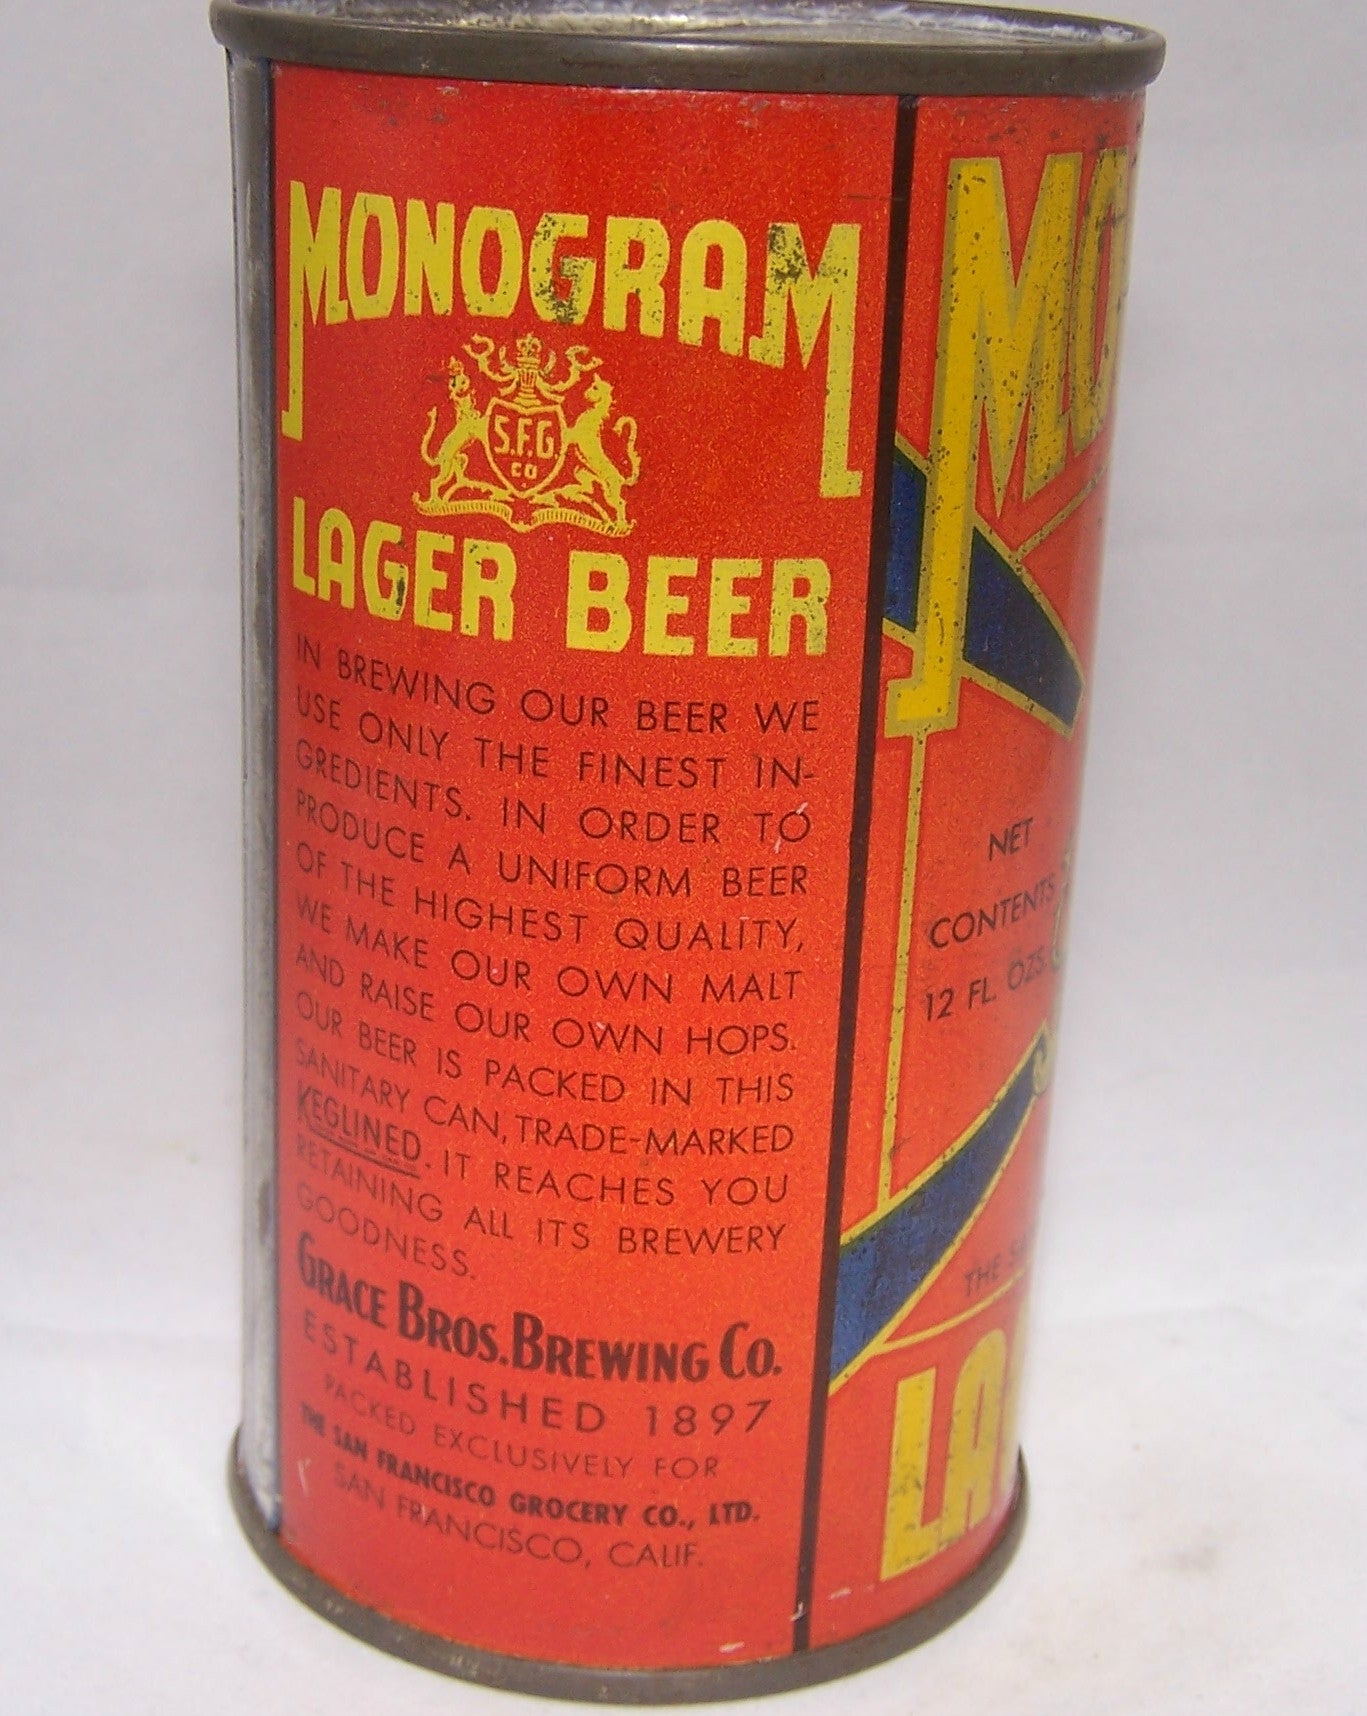 MONOGRAM
S.F.G.
CO
LAGER BEER
IN BREWING OUR BEER WE
USE ONLY THE FINEST IN-
GREDIENTS. IN ORDER TO
PRODUCE A UNIFORM BEER
OF THE HIGHEST QUALITY,
WE MAKE OUR OWN MALT
AND RAISE OUR OWN HOPS.
OUR BEER IS PACKED IN THIS
SANITARY CAN, TRADE-MARKED
KEGLINED. IT REACHES YOU
RETAINING ALL ITS BREWERY
GOODNESS.
GRACE BROS. BREWING CO.
ESTABLISHED 1897
PACKED EXCLUSIVELY FOR
THE SAN FRANCISCO GROCERY CO., LTD.
SAN FRANCISCO, CALIF.
NET
CONTENTS
12 FL. OZS.
THE